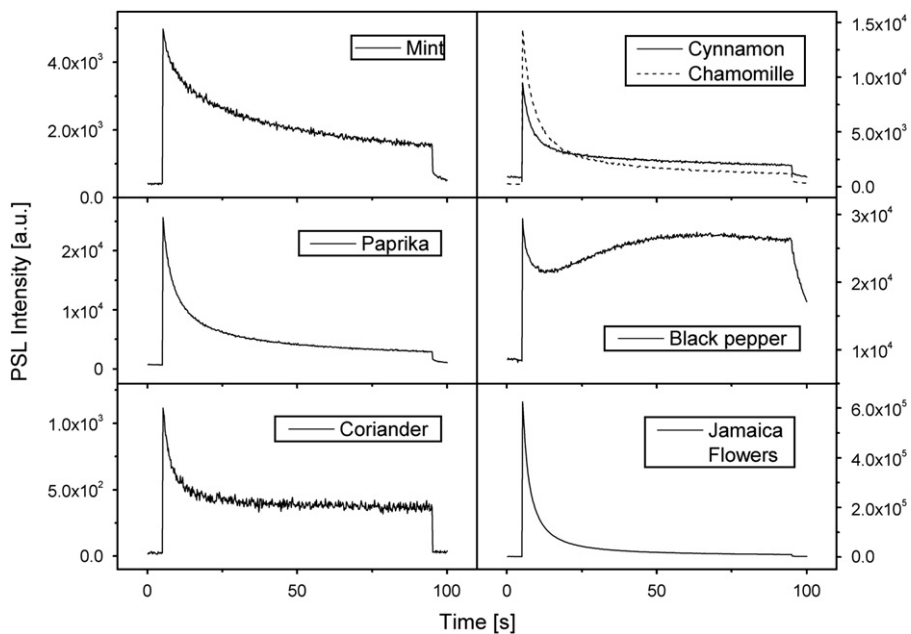 Mint
4.0x10³
2.0x10³
0.0
Cynnamon
Chamomille
1.5x10⁴
1.0x10⁴
5.0x10³
0.0
PSL Intensity [a.u.]
Paprika
2x10⁴
1x10⁴
0
Black pepper
3x10⁴
2x10⁴
1x10⁴
Coriander
1.0x10³
5.0x10²
0.0
Jamaica
Flowers
6.0x10⁵
4.0x10⁵
2.0x10⁵
0.0
0 50 100
0 50 100
Time [s]